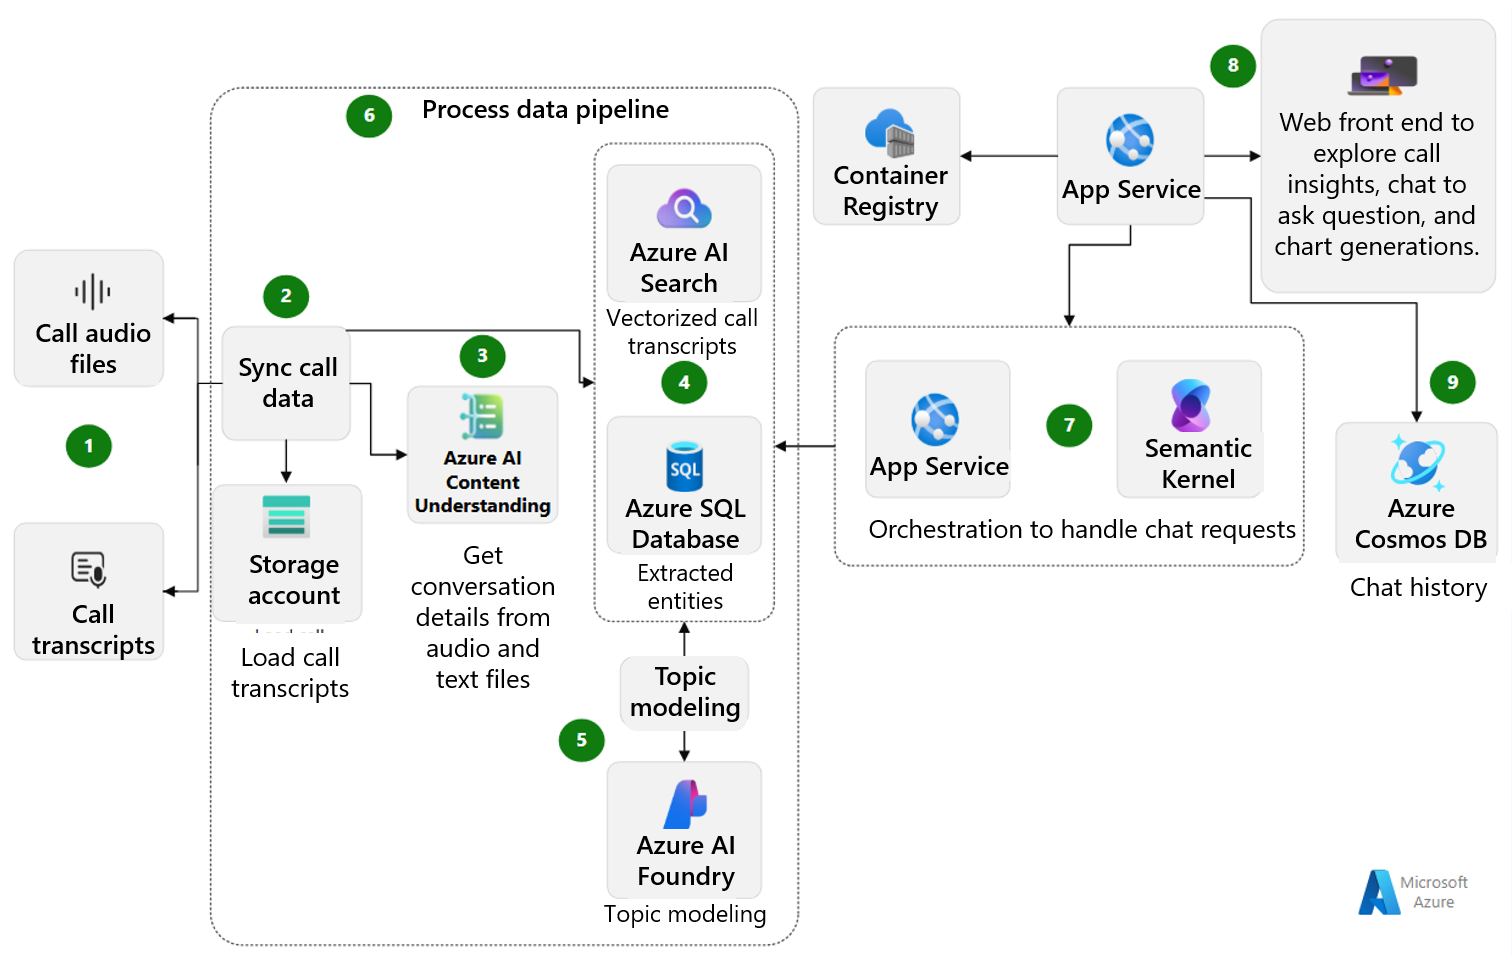 6
Process data pipeline
8
Web front end to
explore call
insights, chat to
ask question, and
chart generations.
Container
Registry
App Service
Azure AI
Search
Vectorized call
transcripts
2
Call audio
files
Sync call
data
3
4
1
Azure AI
Content
Understanding
Azure SQL
Database
SQL
Extracted
entities
App Service
7
Semantic
Kernel
Orchestration to handle chat requests
9
Azure
Cosmos DB
Chat history
Call
transcripts
Storage
account
Load call
transcripts
Get
conversation
details from
audio and
text files
Topic
modeling
5
Azure AI
Foundry
Topic modeling
Microsoft
Azure